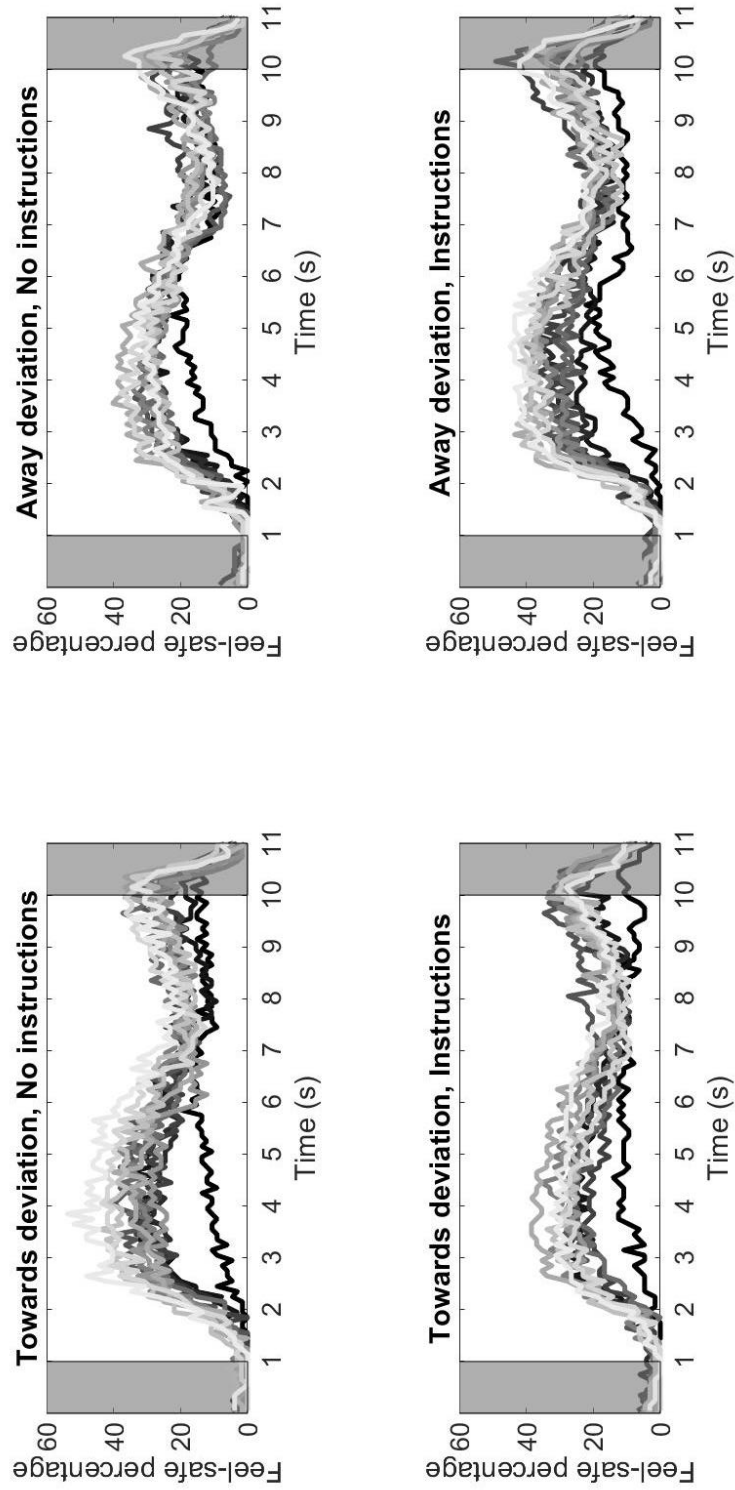 Towards deviation, No instructions
Feel-safe percentage
60
40
20
0
1 2 3 4 5 6 7 8 9 10 11
Time (s)
Away deviation, No instructions
Feel-safe percentage
60
40
20
0
1 2 3 4 5 6 7 8 9 10 11
Time (s)
Towards deviation, Instructions
Feel-safe percentage
60
40
20
0
1 2 3 4 5 6 7 8 9 10 11
Time (s)
Away deviation, Instructions
Feel-safe percentage
60
40
20
0
1 2 3 4 5 6 7 8 9 10 11
Time (s)